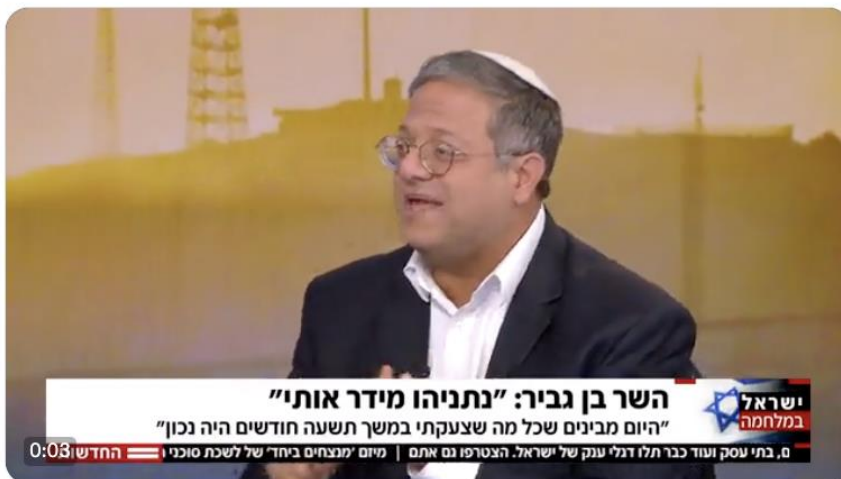 השר בן גביר: "נתניהו מידר אותי"
"היום מבינים שכל מה שצעקתי במשך תשעה חודשים היה נכון"
ישראל
במלחמה
ם, בתי עסק ועוד כבר תלו דגלי ענק של ישראל. הצטרפו גם אתם | מיזם 'מנצחים ביחד' של לשכת סוכני
החדשות
0:03